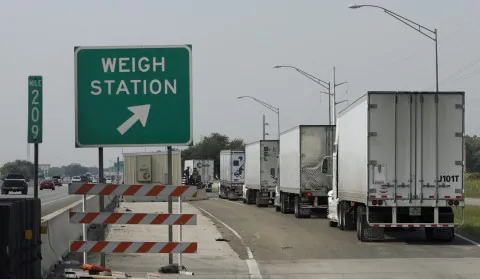 WEIGH
STATION
MILE
209
J101T